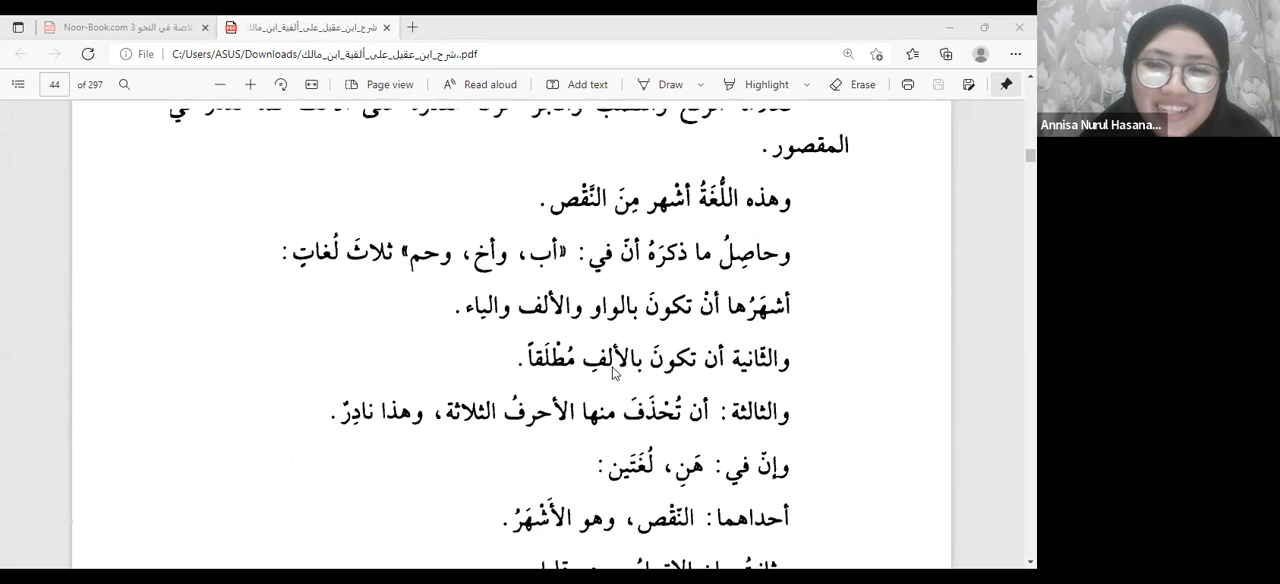 Noor-Book.com 3 لاصة في النحو
شرح_ابن_عقيل_على_ألفية_ابن_مالك
File
C:/Users/ASUS/Downloads/شرح_ابن_عقيل_على_ألفية_ابن_مالك..pdf
44 of 297
Page view
Read aloud
Add text
Draw
Highlight
Erase
Annisa Nurul Hasana...
المقصور .
وهذه اللُّغَةُ أشْهر مِنَ النَّقْص .
وحاصِلُ ما ذكرَهُ أنّ في : «أب، وأخ، وحم» ثلاثَ لُغاتٍ :
أشهَرُها أنْ تكونَ بالواو والألف والياء .
والثّانية أن تكونَ بالألفِ مُطْلَقاً .
والثالثة : أن تُحْذَفَ منها الأحرفُ الثلاثة، وهذا نادِرٌ .
وإنّ في : هَنِ، لُغَتَين :
أحداهما : النّقْص، وهو الأَشْهَرُ .